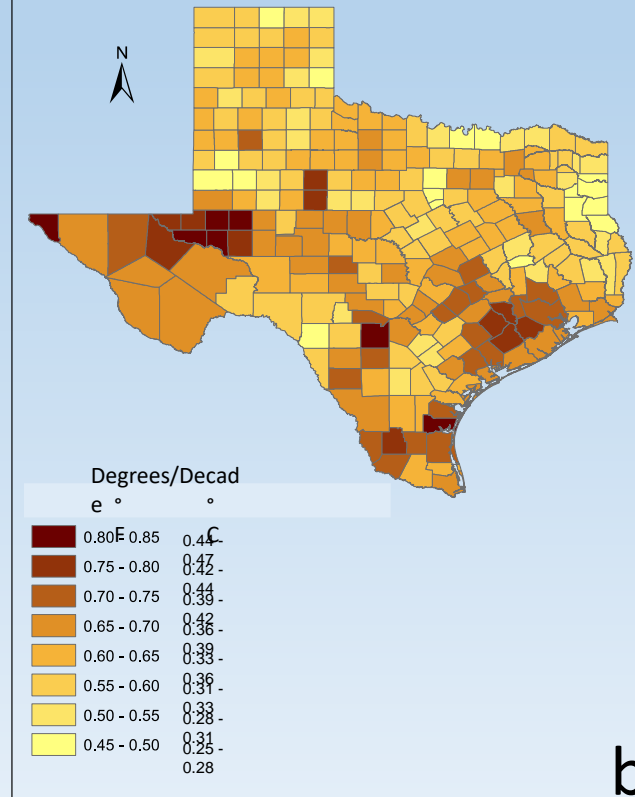 N
Degrees/Decad
e ° °
F C
0.80 - 0.85 0.44 -
0.47
0.75 - 0.80 0.42 -
0.44
0.70 - 0.75 0.39 -
0.42
0.65 - 0.70 0.36 -
0.39
0.60 - 0.65 0.33 -
0.36
0.55 - 0.60 0.31 -
0.33
0.50 - 0.55 0.28 -
0.31
0.45 - 0.50 0.25 -
0.28
b